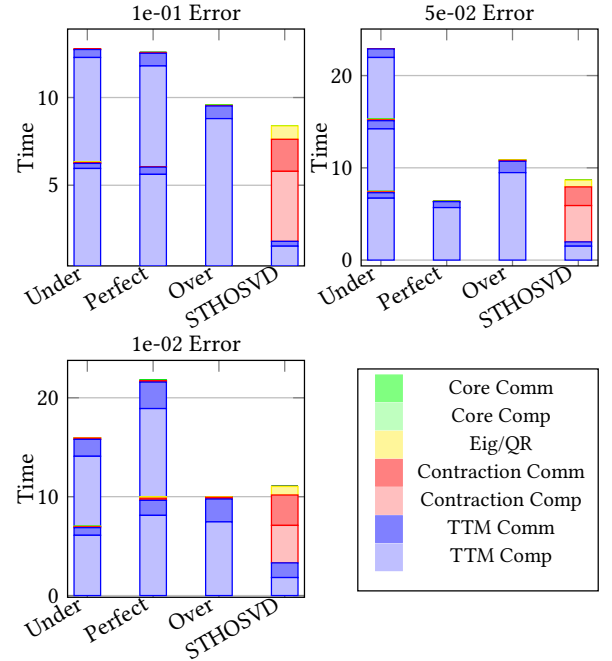 1e-01 Error
Time
10
5
Under
Perfect
Over
STHOSVD
5e-02 Error
Time
20
10
0
Under
Perfect
Over
STHOSVD
1e-02 Error
Time
20
10
0
Under
Perfect
Over
STHOSVD
Core Comm
Core Comp
Eig/QR
Contraction Comm
Contraction Comp
TTM Comm
TTM Comp